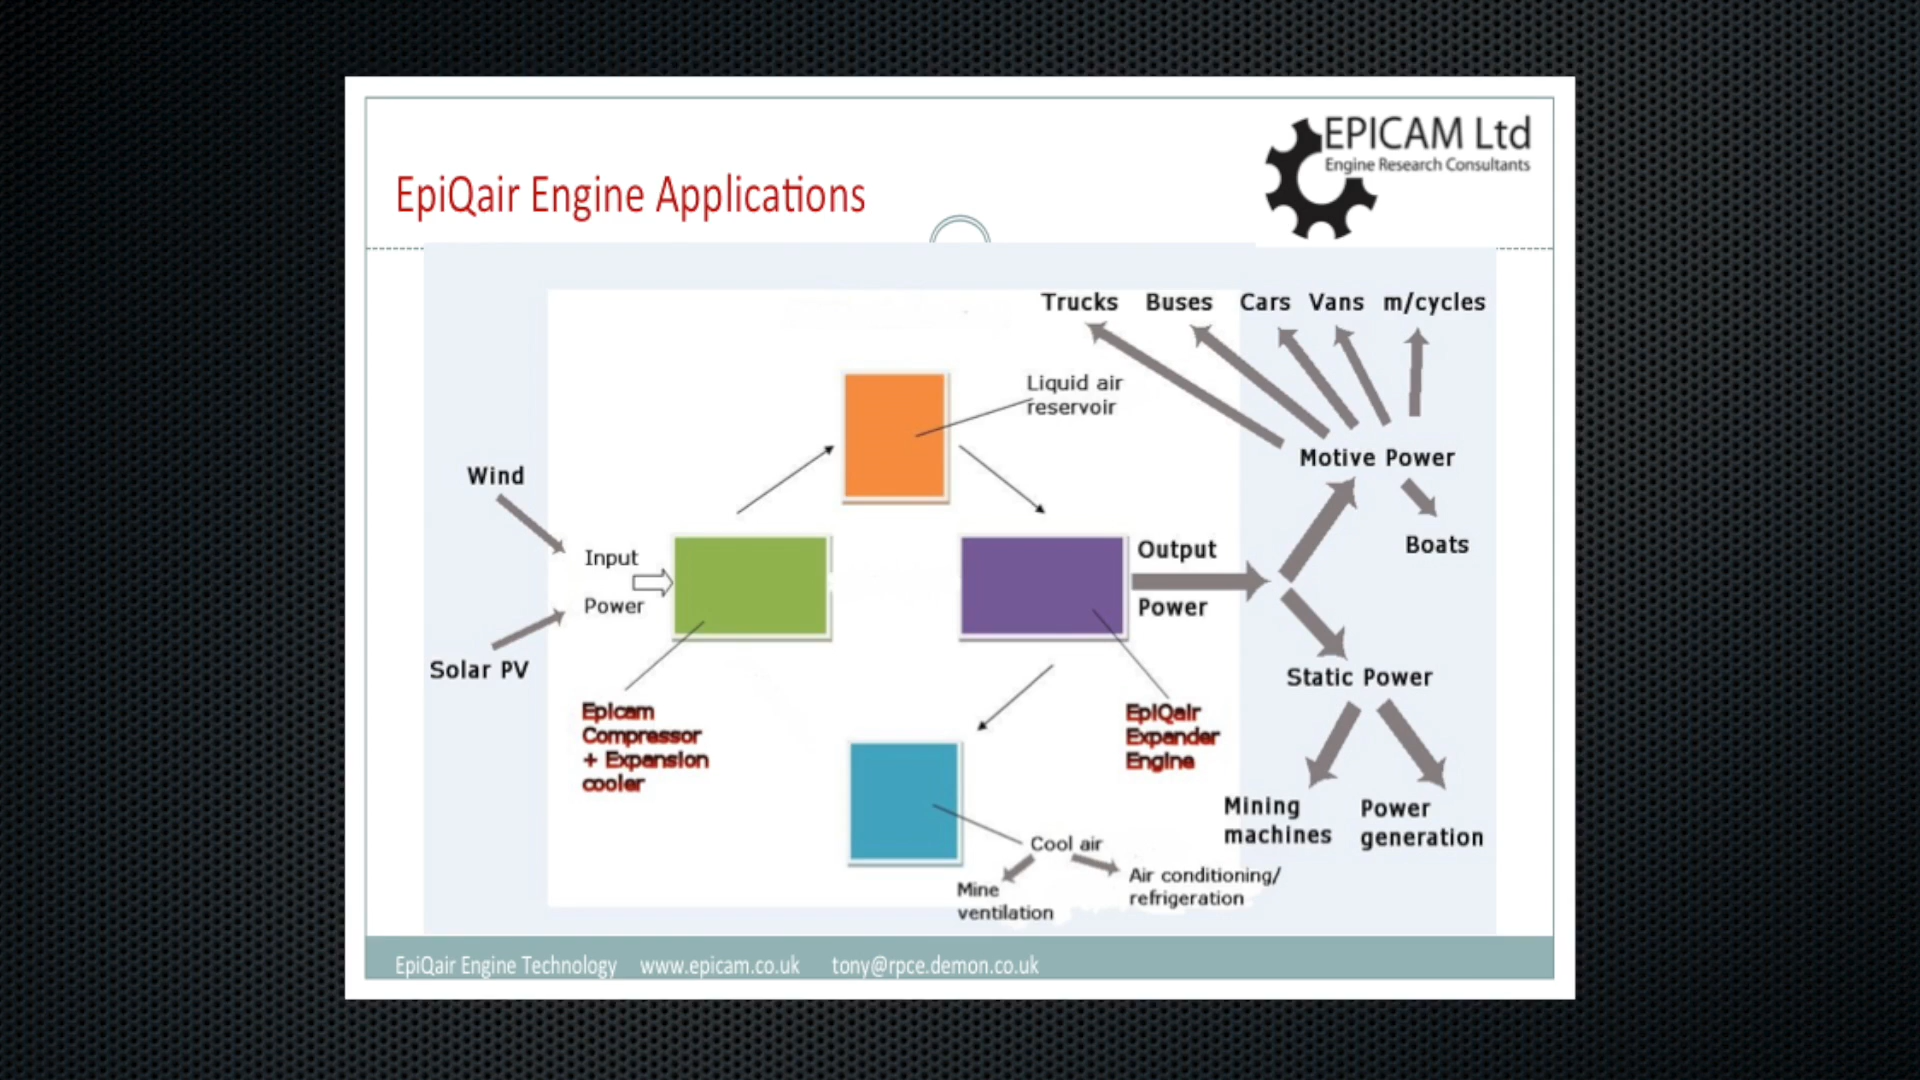 EPICAM Ltd
Engine Research Consultants
EpiQair Engine Applications
Trucks Buses Cars Vans m/cycles
Liquid air
reservoir
Motive Power
Wind
Boats
Input
Power
Output
Power
Solar PV
Static Power
Epicam
Compressor
+ Expansion
cooler
EpiQair
Expander
Engine
Mining
machines
Power
generation
Cool air
Mine
ventilation
Air conditioning/
refrigeration
EpiQair Engine Technology www.epicam.co.uk tony@rpce.demon.co.uk